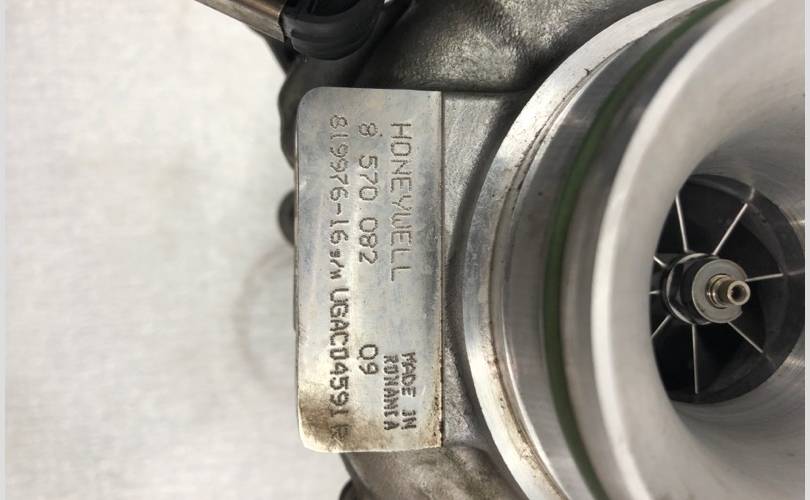 HONEYWELL
MADE IN
ROMANIA
8 570 082 09
819976-16 S/N UGAC04591